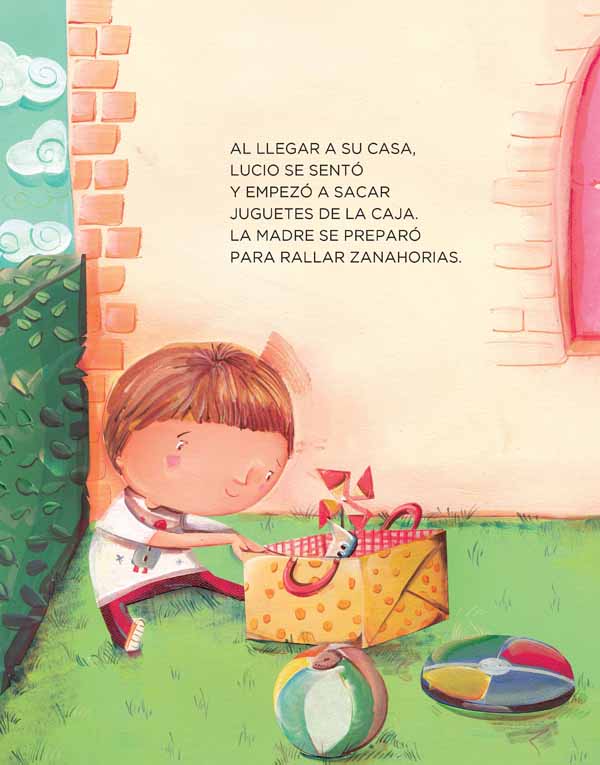 AL LLEGAR A SU CASA,
LUCIO SE SENTÓ
Y EMPEZÓ A SACAR
JUGUETES DE LA CAJA.
LA MADRE SE PREPARÓ
PARA RALLAR ZANAHORIAS.